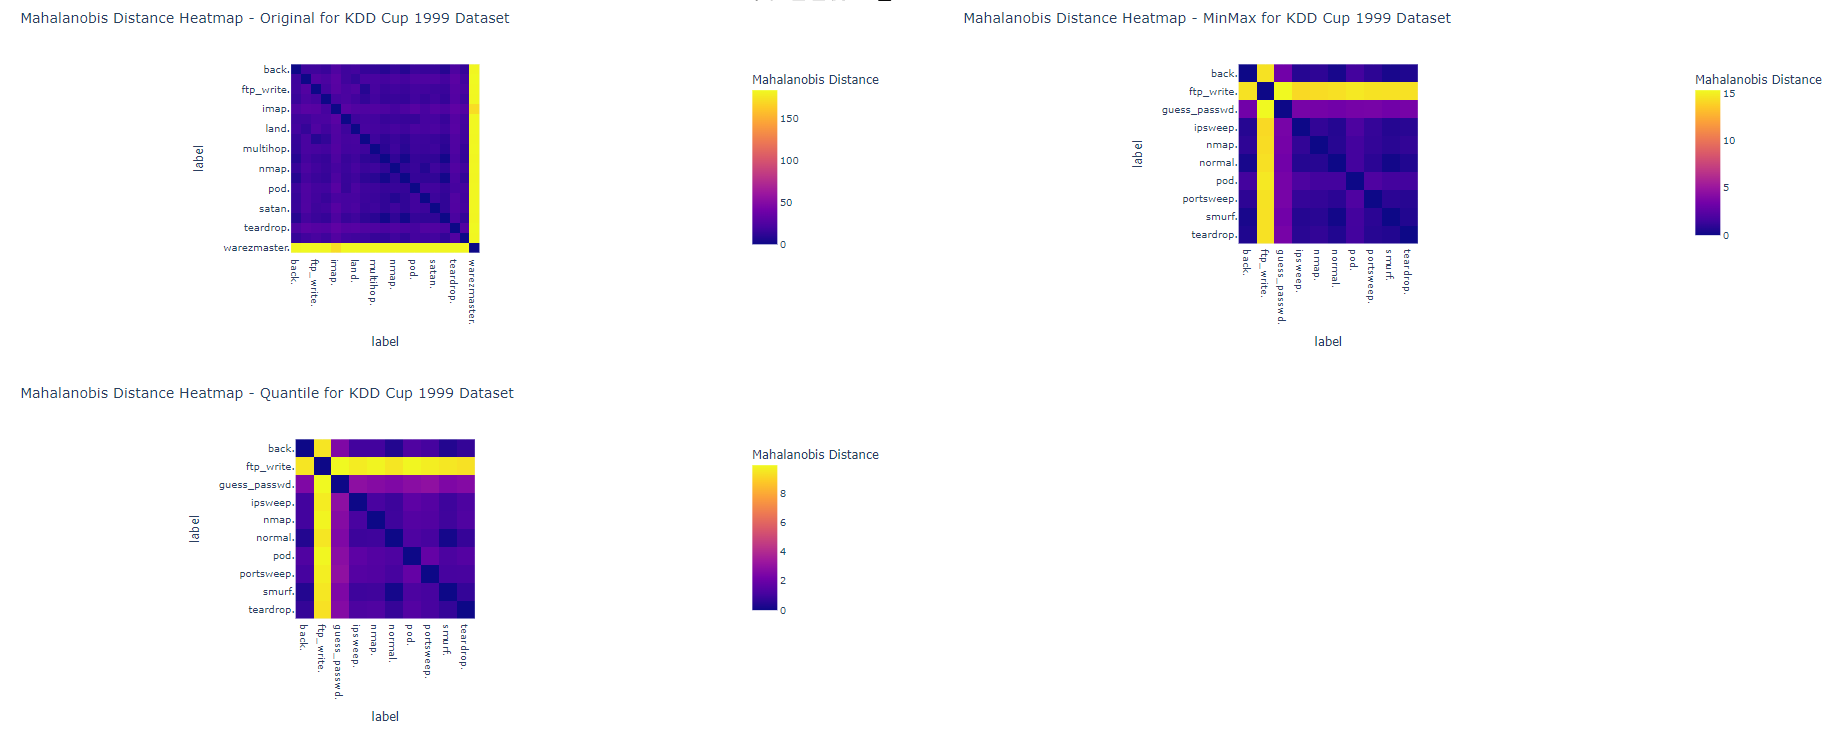 Mahalanobis Distance Heatmap - Original for KDD Cup 1999 Dataset
Mahalanobis Distance
150
100
50
0
label
back.
ftp_write.
imap.
land.
multihop.
nmap.
pod.
satan.
teardrop.
warezmaster.
back.
ftp_write.
imap.
land.
multihop.
nmap.
pod.
satan.
teardrop.
warezmaster.
label
Mahalanobis Distance Heatmap - MinMax for KDD Cup 1999 Dataset
Mahalanobis Distance
15
10
5
0
label
back.
ftp_write.
guess_passwd.
ipsweep.
nmap.
normal.
pod.
portsweep.
smurf.
teardrop.
back.
ftp_write.
guess_passwd.
ipsweep.
nmap.
normal.
pod.
portsweep.
smurf.
teardrop.
label
Mahalanobis Distance Heatmap - Quantile for KDD Cup 1999 Dataset
Mahalanobis Distance
8
6
4
2
0
label
back.
ftp_write.
guess_passwd.
ipsweep.
nmap.
normal.
pod.
portsweep.
smurf.
teardrop.
back.
ftp_write.
guess_passwd.
ipsweep.
nmap.
normal.
pod.
portsweep.
smurf.
teardrop.
label